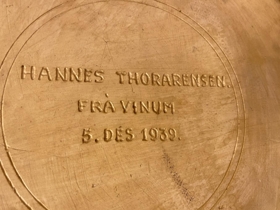 HANNES THORARENSEN.
FRÁ VINUM
5. DES 1939.